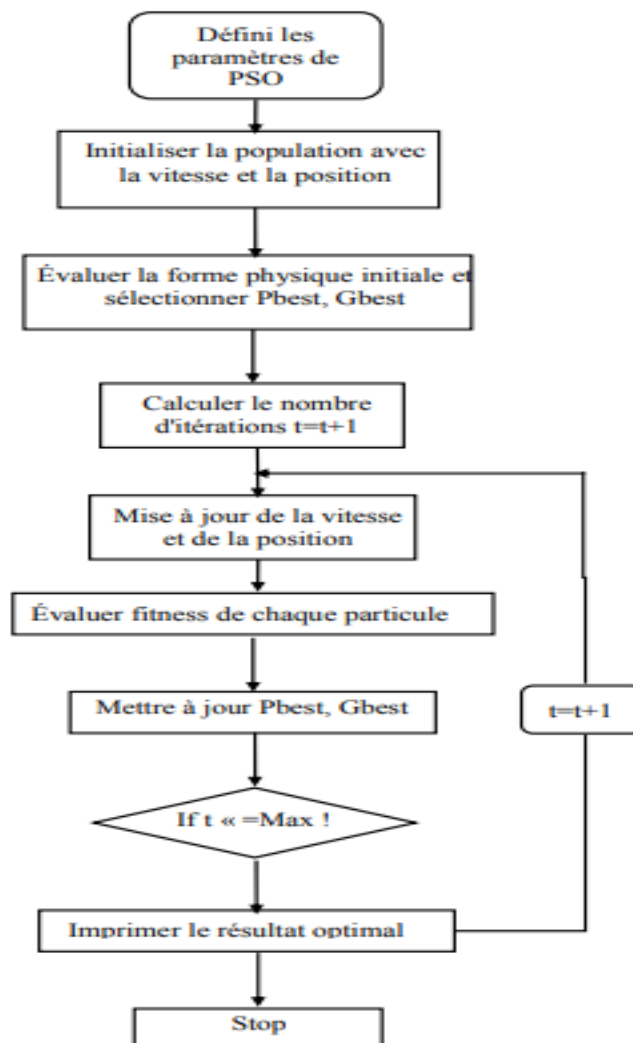 Défini les
paramètres de
PSO
Initialiser la population avec
la vitesse et la position
Évaluer la forme physique initiale et
sélectionner Pbest, Gbest
Calculer le nombre
d'itérations t=t+1
Mise à jour de la vitesse
et de la position
Évaluer fitness de chaque particule
Mettre à jour Pbest, Gbest
t=t+1
If t « =Max !
Imprimer le résultat optimal
Stop